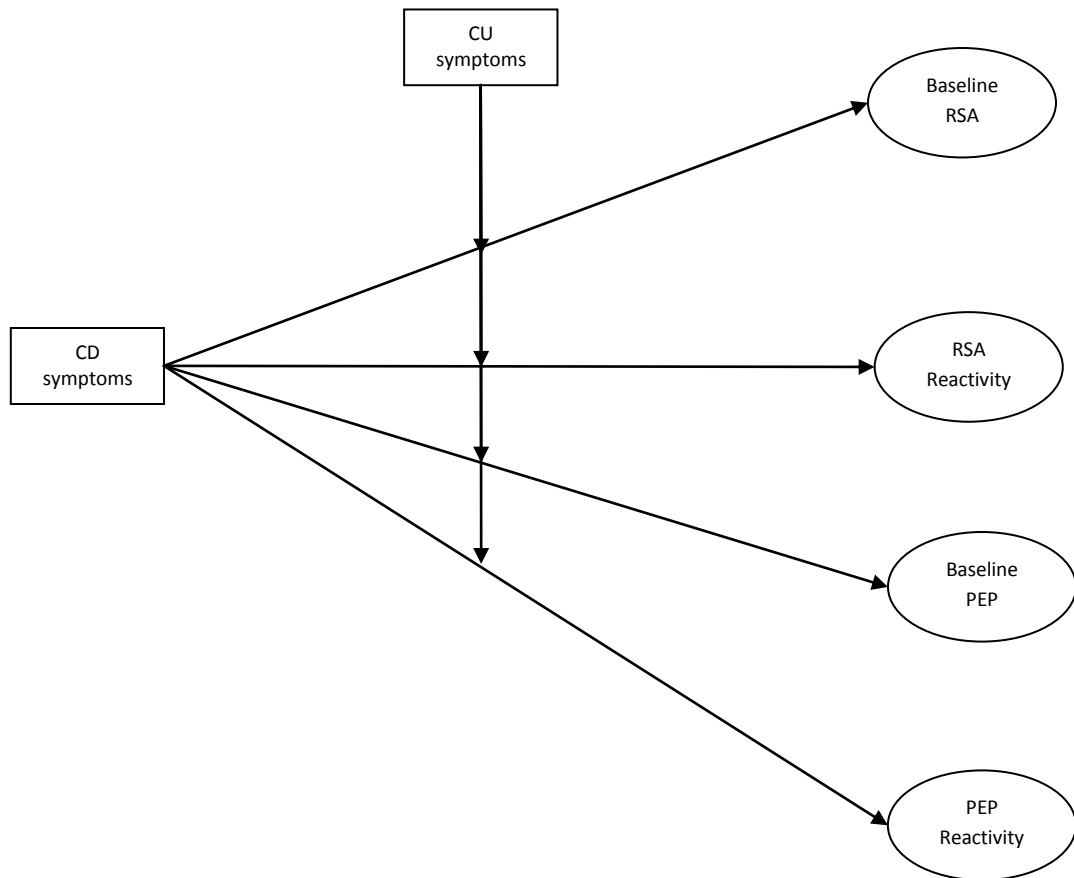 CU
symptoms
Baseline
RSA
CD
symptoms
RSA
Reactivity
Baseline
PEP
PEP
Reactivity